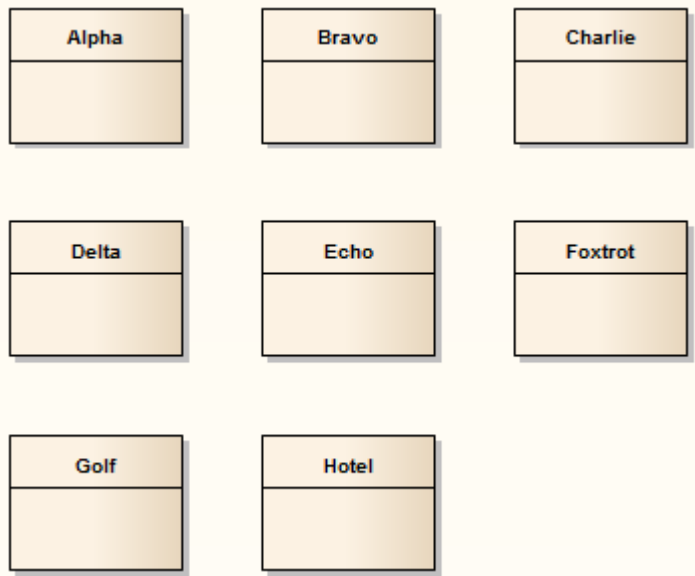 Alpha
Bravo
Charlie
Delta
Echo
Foxtrot
Golf
Hotel